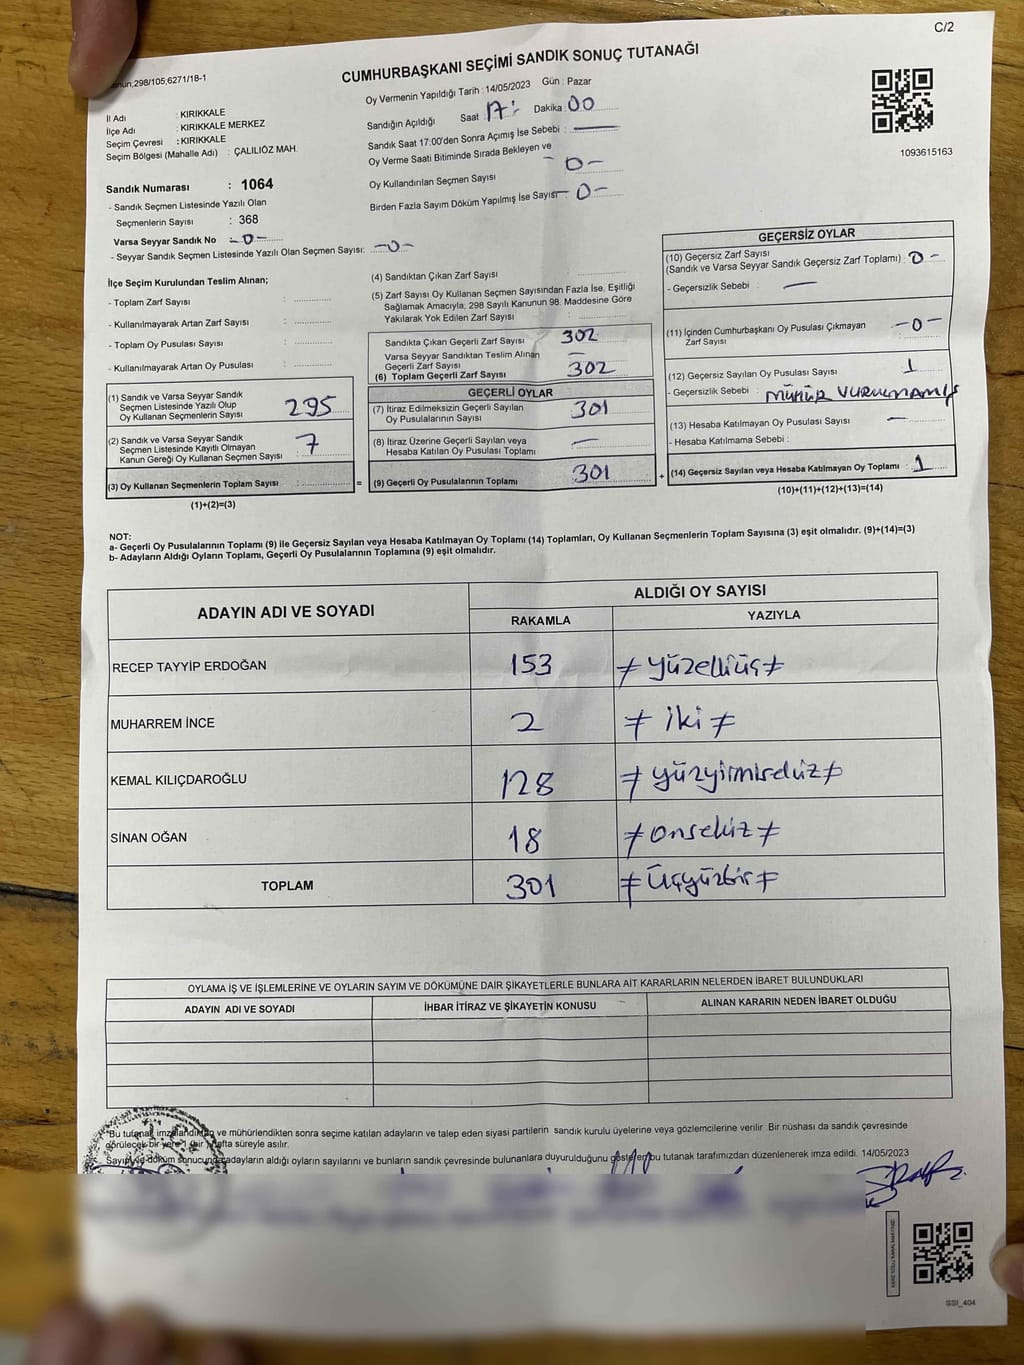 C/2
CUMHURBAŞKANI SEÇİMİ SANDIK SONUÇ TUTANAĞI
298/105,6271/18-1
İl Adı : KIRIKKALE
İlçe Adı : KIRIKKALE MERKEZ
Seçim Çevresi : KIRIKKALE
Seçim Bölgesi (Mahalle Adı) : ÇALILIÖZ MAH.
Sandık Numarası : 1064
- Sandık Seçmen Listesinde Yazılı Olan
Seçmenlerin Sayısı : 368
Varsa Seyyar Sandık No -0-
- Seyyar Sandık Seçmen Listesinde Yazılı Olan Seçmen Sayısı: -0-
Oy Vermenin Yapıldığı Tarih : 14/05/2023 Gün : Pazar
Sandığın Açıldığı Saat 17: Dakika 00
Sandık Saat 17:00'den Sonra Açmış İse Sebebi : —
Oy Verme Saati Bitiminde Sırada Bekleyen ve
Oy Kullandırılan Seçmen Sayısı -0-
Birden Fazla Sayım Döküm Yapılmış İse Sayısı -0-
1093615163
İlçe Seçim Kurulundan Teslim Alınan;
- Toplam Zarf Sayısı :
- Kullanılmayarak Artan Zarf Sayısı :
- Toplam Oy Pusulası Sayısı :
- Kullanılmayarak Artan Oy Pusulası :
(1) Sandık ve Varsa Seyyar Sandık
Seçmen Listesinde Yazılı Olup
Oy Kullanan Seçmenlerin Sayısı 295
(2) Sandık ve Varsa Seyyar Sandık
Seçmen Listesinde Kayıtlı Olmayan
Kanun Gereği Oy Kullanan Seçmen Sayısı : 7
(3) Oy Kullanan Seçmenlerin Toplam Sayısı :
(1)+(2)=(3)
=
(4) Sandıktan Çıkan Zarf Sayısı
(5) Zarf Sayısı Oy Kullanan Seçmen Sayısından Fazla İse, Eşitliği
Sağlamak Amacıyla; 298 Sayılı Kanunun 98. Maddesine Göre
Yakılarak Yok Edilen Zarf Sayısı :
Sandıkta Çıkan Geçerli Zarf Sayısı 302
Varsa Seyyar Sandıktan Teslim Alınan
Geçerli Zarf Sayısı —
(6) Toplam Geçerli Zarf Sayısı 302
GEÇERLİ OYLAR
(7) İtiraz Edilmeksizin Geçerli Sayılan
Oy Pusulalarının Sayısı 301
(8) İtiraz Üzerine Geçerli Sayılan veya
Hesaba Katılan Oy Pusulası Toplamı —
(9) Geçerli Oy Pusulalarının Toplamı 301
+
GEÇERSİZ OYLAR
(10) Geçersiz Zarf Sayısı
(Sandık ve Varsa Seyyar Sandık Geçersiz Zarf Toplamı) : 0 -
- Geçersizlik Sebebi : —
(11) İçinden Cumhurbaşkanı Oy Pusulası Çıkmayan
Zarf Sayısı -0-
(12) Geçersiz Sayılan Oy Pusulası Sayısı 1
- Geçersizlik Sebebi : MÜHÜR VURULMAMIŞ
(13) Hesaba Katılmayan Oy Pusulası Sayısı —
- Hesaba Katılmama Sebebi :
(14) Geçersiz Sayılan veya Hesaba Katılmayan Oy Toplamı : 1
(10)+(11)+(12)+(13)=(14)
NOT:
a- Geçerli Oy Pusulalarının Toplamı (9) ile Geçersiz Sayılan veya Hesaba Katılmayan Oy Toplamı (14) Toplamları, Oy Kullanan Seçmenlerin Toplam Sayısına (3) eşit olmalıdır. (9)+(14)=(3)
b- Adayların Aldığı Oyların Toplamı, Geçerli Oy Pusulalarının Toplamına (9) eşit olmalıdır.
ADAYIN ADI VE SOYADI
ALDIĞI OY SAYISI
RAKAMLA YAZIYLA
RECEP TAYYİP ERDOĞAN 153 ≠ yüzelliüç ≠
MUHARREM İNCE 2 ≠ iki ≠
KEMAL KILIÇDAROĞLU 128 ≠ yüzyirmisekiz ≠
SİNAN OĞAN 18 ≠ onsekiz ≠
TOPLAM 301 ≠ Üçyüzbir ≠
OYLAMA İŞ VE İŞLEMLERİNE VE OYLARIN SAYIM VE DÖKÜMÜNE DAİR ŞİKAYETLERLE BUNLARA AİT KARARLARIN NELERDEN İBARET BULUNDUKLARI
ADAYIN ADI VE SOYADI İHBAR İTİRAZ VE ŞİKAYETİN KONUSU ALINAN KARARIN NEDEN İBARET OLDUĞU
Bu tutanak imzalandıktan ve mühürlendikten sonra seçime katılan adayların ve talep eden siyasi partilerin sandık kurulu üyelerine veya gözlemcilerine verilir. Bir nüshası da sandık çevresinde
görülecek bir yere 1 (bir) hafta süreyle asılır.
Sayım ve döküm sonucunda adayların aldığı oyların sayılarını ve bunların sandık çevresinde bulunanlara duyurulduğunu gösteren bu tutanak tarafımızdan düzenlenerek imza edildi. 14/05/2023
SSİ_404